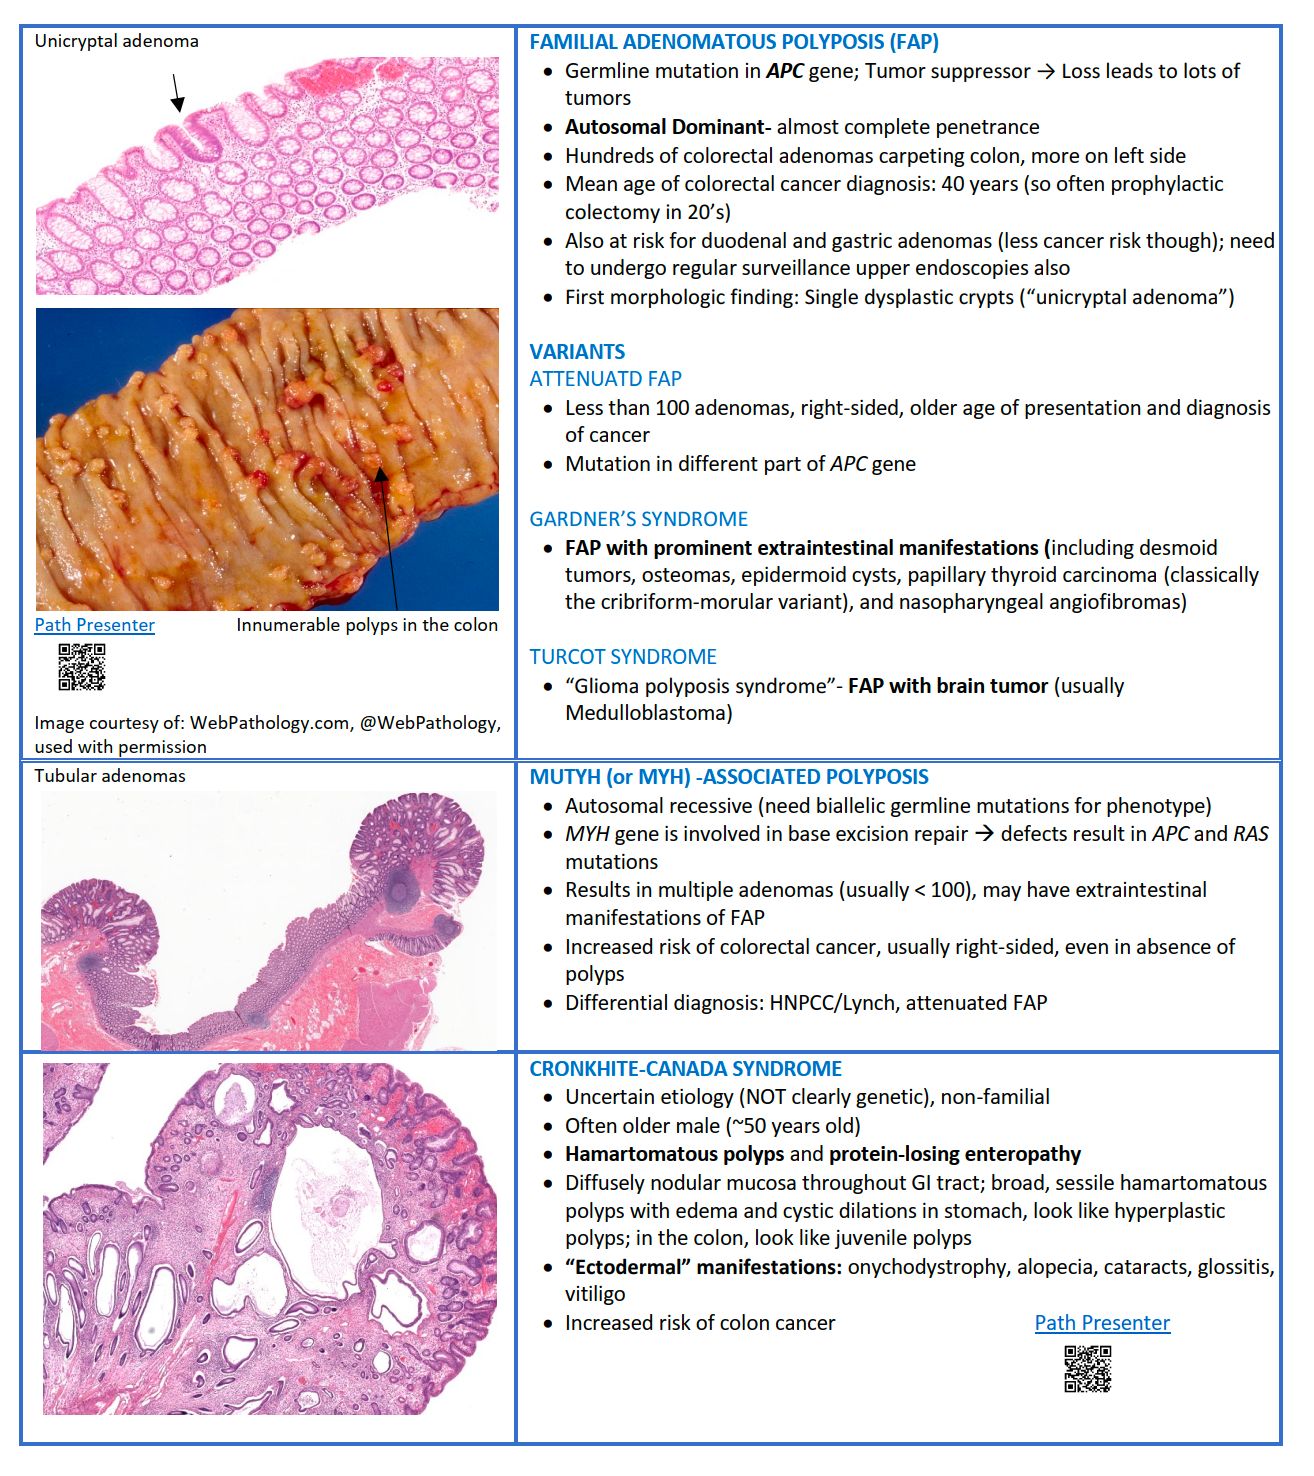 Unicryptal adenoma
FAMILIAL ADENOMATOUS POLYPOSIS (FAP)
• Germline mutation in APC gene; Tumor suppressor → Loss leads to lots of
tumors
• Autosomal Dominant- almost complete penetrance
• Hundreds of colorectal adenomas carpeting colon, more on left side
• Mean age of colorectal cancer diagnosis: 40 years (so often prophylactic
colectomy in 20’s)
• Also at risk for duodenal and gastric adenomas (less cancer risk though); need
to undergo regular surveillance upper endoscopies also
• First morphologic finding: Single dysplastic crypts (“unicryptal adenoma”)
VARIANTS
ATTENUATD FAP
• Less than 100 adenomas, right-sided, older age of presentation and diagnosis
of cancer
• Mutation in different part of APC gene
GARDNER’S SYNDROME
• FAP with prominent extraintestinal manifestations (including desmoid
tumors, osteomas, epidermoid cysts, papillary thyroid carcinoma (classically
the cribriform-morular variant), and nasopharyngeal angiofibromas)
TURCOT SYNDROME
• “Glioma polyposis syndrome”- FAP with brain tumor (usually
Medulloblastoma)
Path Presenter Innumerable polyps in the colon
Image courtesy of: WebPathology.com, @WebPathology,
used with permission
Tubular adenomas
MUTYH (or MYH) -ASSOCIATED POLYPOSIS
• Autosomal recessive (need biallelic germline mutations for phenotype)
• MYH gene is involved in base excision repair → defects result in APC and RAS
mutations
• Results in multiple adenomas (usually < 100), may have extraintestinal
manifestations of FAP
• Increased risk of colorectal cancer, usually right-sided, even in absence of
polyps
• Differential diagnosis: HNPCC/Lynch, attenuated FAP
CRONKHITE-CANADA SYNDROME
• Uncertain etiology (NOT clearly genetic), non-familial
• Often older male (~50 years old)
• Hamartomatous polyps and protein-losing enteropathy
• Diffusely nodular mucosa throughout GI tract; broad, sessile hamartomatous
polyps with edema and cystic dilations in stomach, look like hyperplastic
polyps; in the colon, look like juvenile polyps
• “Ectodermal” manifestations: onychodystrophy, alopecia, cataracts, glossitis,
vitiligo
• Increased risk of colon cancer Path Presenter